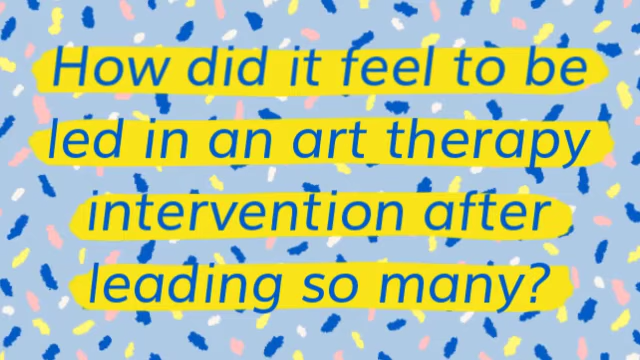 How did it feel to be
led in an art therapy
intervention after
leading so many?